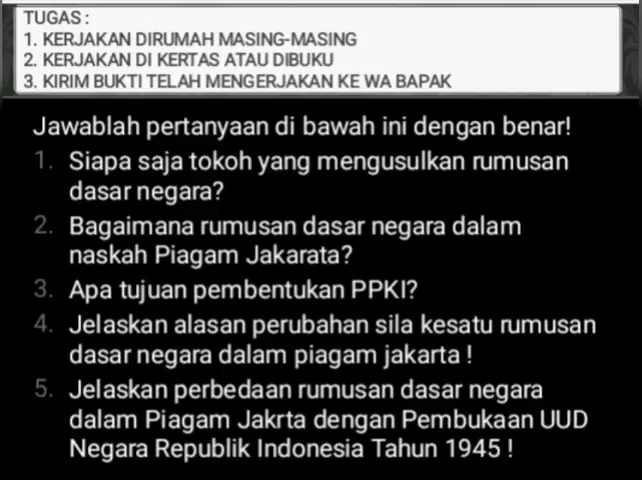 TUGAS :
1. KERJAKAN DIRUMAH MASING-MASING
2. KERJAKAN DI KERTAS ATAU DIBUKU
3. KIRIM BUKTI TELAH MENGERJAKAN KE WA BAPAK
Jawablah pertanyaan di bawah ini dengan benar!
1. Siapa saja tokoh yang mengusulkan rumusan
dasar negara?
2. Bagaimana rumusan dasar negara dalam
naskah Piagam Jakarata?
3. Apa tujuan pembentukan PPKI?
4. Jelaskan alasan perubahan sila kesatu rumusan
dasar negara dalam piagam jakarta !
5. Jelaskan perbedaan rumusan dasar negara
dalam Piagam Jakrta dengan Pembukaan UUD
Negara Republik Indonesia Tahun 1945 !